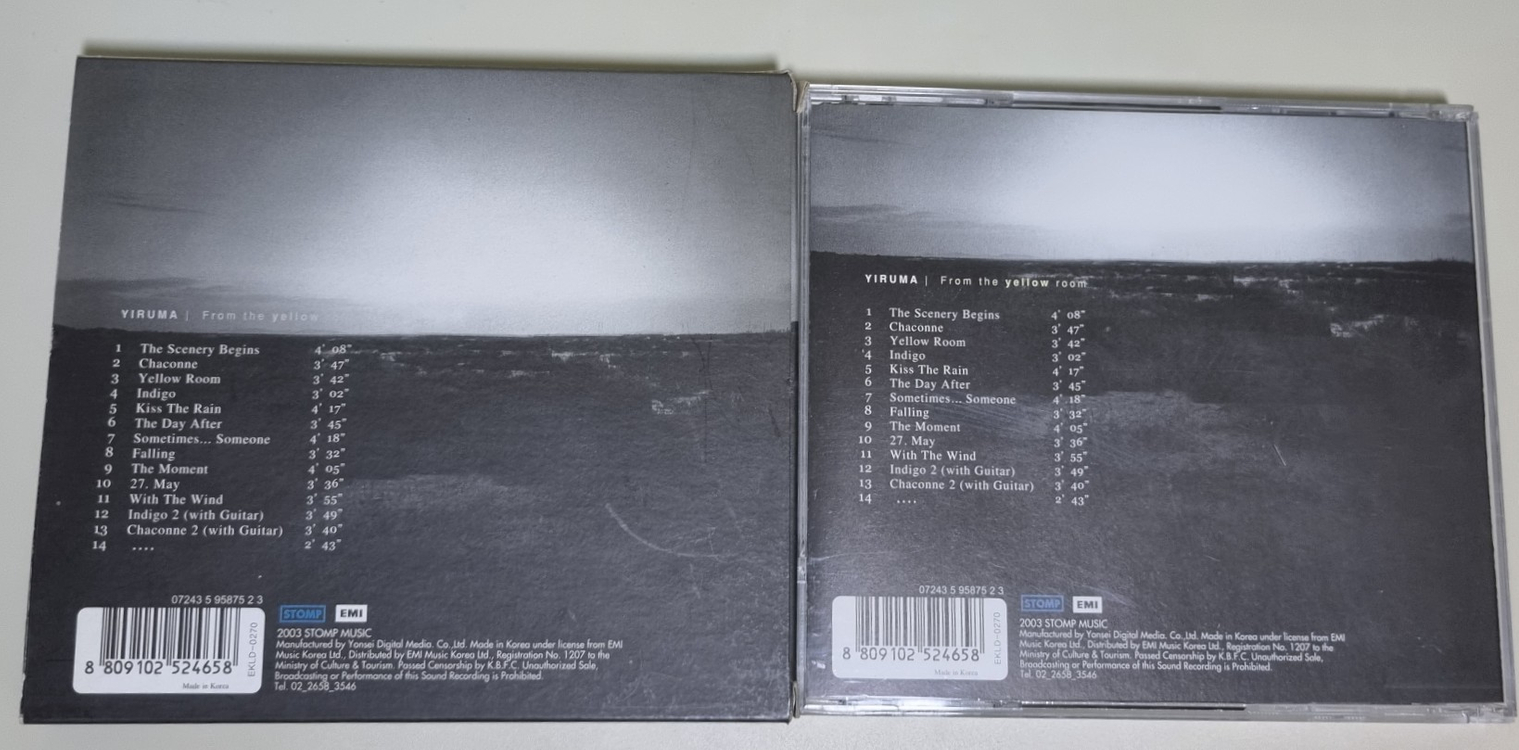 YIRUMA | From the yellow
1 The Scenery Begins 4' 08"
2 Chaconne 3' 47"
3 Yellow Room 3' 42"
4 Indigo 3' 02"
5 Kiss The Rain 4' 17"
6 The Day After 3' 45"
7 Sometimes... Someone 4' 18"
8 Falling 3' 32"
9 The Moment 4' 05"
10 27. May 3' 36"
11 With The Wind 3' 55"
12 Indigo 2 (with Guitar) 3' 49"
13 Chaconne 2 (with Guitar) 3' 40"
14 .... 2' 43"
07243 5 95875 2 3
8 809102 524658
Made in Korea
EKLD-0270
STOMP EMI
2003 STOMP MUSIC
Manufactured by Yonsei Digital Media. Co.,Ltd. Made in Korea under license from EMI
Music Korea Ltd., Distributed by EMI Music Korea Ltd., Registration No. 1207 to the
Ministry of Culture & Tourism. Passed Censorship by K.B.F.C. Unauthorized Sale,
Broadcasting or Performance of this Sound Recording is Prohibited.
Tel. 02_2658_3546
YIRUMA | From the yellow room
1 The Scenery Begins 4' 08"
2 Chaconne 3' 47"
3 Yellow Room 3' 42"
4 Indigo 3' 02"
5 Kiss The Rain 4' 17"
6 The Day After 3' 45"
7 Sometimes... Someone 4' 18"
8 Falling 3' 32"
9 The Moment 4' 05"
10 27. May 3' 36"
11 With The Wind 3' 55"
12 Indigo 2 (with Guitar) 3' 49"
13 Chaconne 2 (with Guitar) 3' 40"
14 .... 2' 43"
07243 5 95875 2 3
8 809102 524658
Made in Korea
EKLD-0270
STOMP EMI
2003 STOMP MUSIC
Manufactured by Yonsei Digital Media. Co.,Ltd. Made in Korea under license from EMI
Music Korea Ltd., Distributed by EMI Music Korea Ltd., Registration No. 1207 to the
Ministry of Culture & Tourism. Passed Censorship by K.B.F.C. Unauthorized Sale,
Broadcasting or Performance of this Sound Recording is Prohibited.
Tel. 02_2658_3546